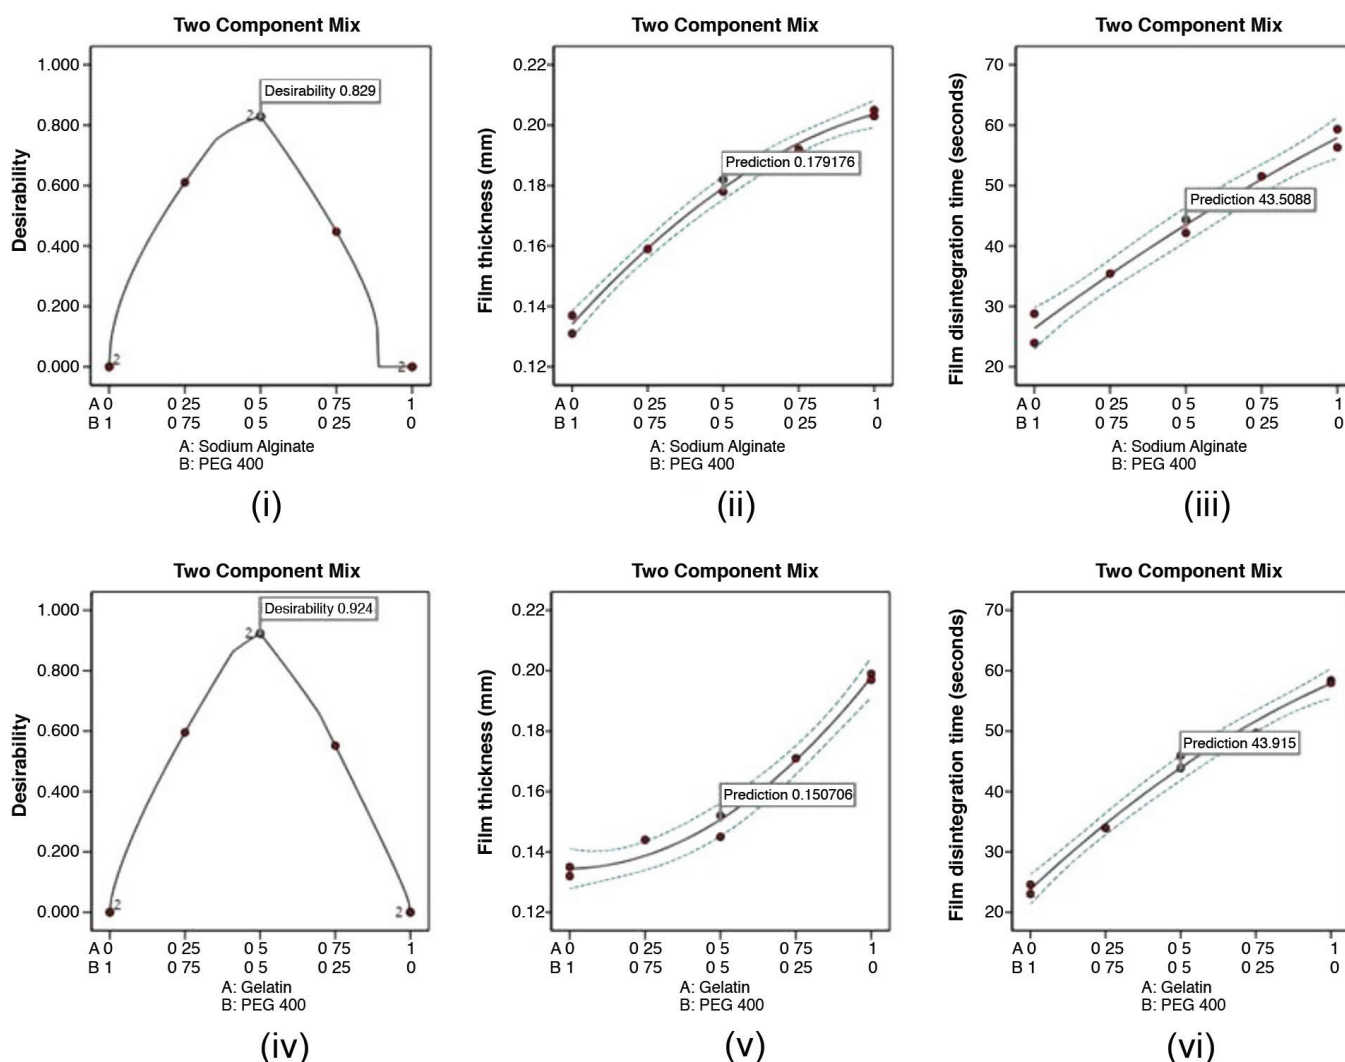 Two Component Mix
Desirability
1.000
0.800
0.600
0.400
0.200
0.000
Desirability 0.829
2
2
2
A 0 0 25 0 5 0 75 1
B 1 0 75 0 5 0 25 0
A: Sodium Alginate
B: PEG 400
(i)
Two Component Mix
Film thickness (mm)
0.22
0.20
0.18
0.16
0.14
0.12
Prediction 0.179176
A 0 0 25 0 5 0 75 1
B 1 0 75 0 5 0 25 0
A: Sodium Alginate
B: PEG 400
(ii)
Two Component Mix
Film disintegration time (seconds)
70
60
50
40
30
20
Prediction 43.5088
A 0 0 25 0 5 0 75 1
B 1 0 75 0 5 0 25 0
A: Sodium Alginate
B: PEG 400
(iii)
Two Component Mix
Desirability
1.000
0.800
0.600
0.400
0.200
0.000
Desirability 0.924
2
2
2
A 0 0 25 0 5 0 75 1
B 1 0 75 0 5 0 25 0
A: Gelatin
B: PEG 400
(iv)
Two Component Mix
Film thickness (mm)
0.22
0.20
0.18
0.16
0.14
0.12
Prediction 0.150706
A 0 0 25 0 5 0 75 1
B 1 0 75 0 5 0 25 0
A: Gelatin
B: PEG 400
(v)
Two Component Mix
Film disintegration time (seconds)
70
60
50
40
30
20
Prediction 43.915
A 0 0 25 0 5 0 75 1
B 1 0 75 0 5 0 25 0
A: Gelatin
B: PEG 400
(vi)